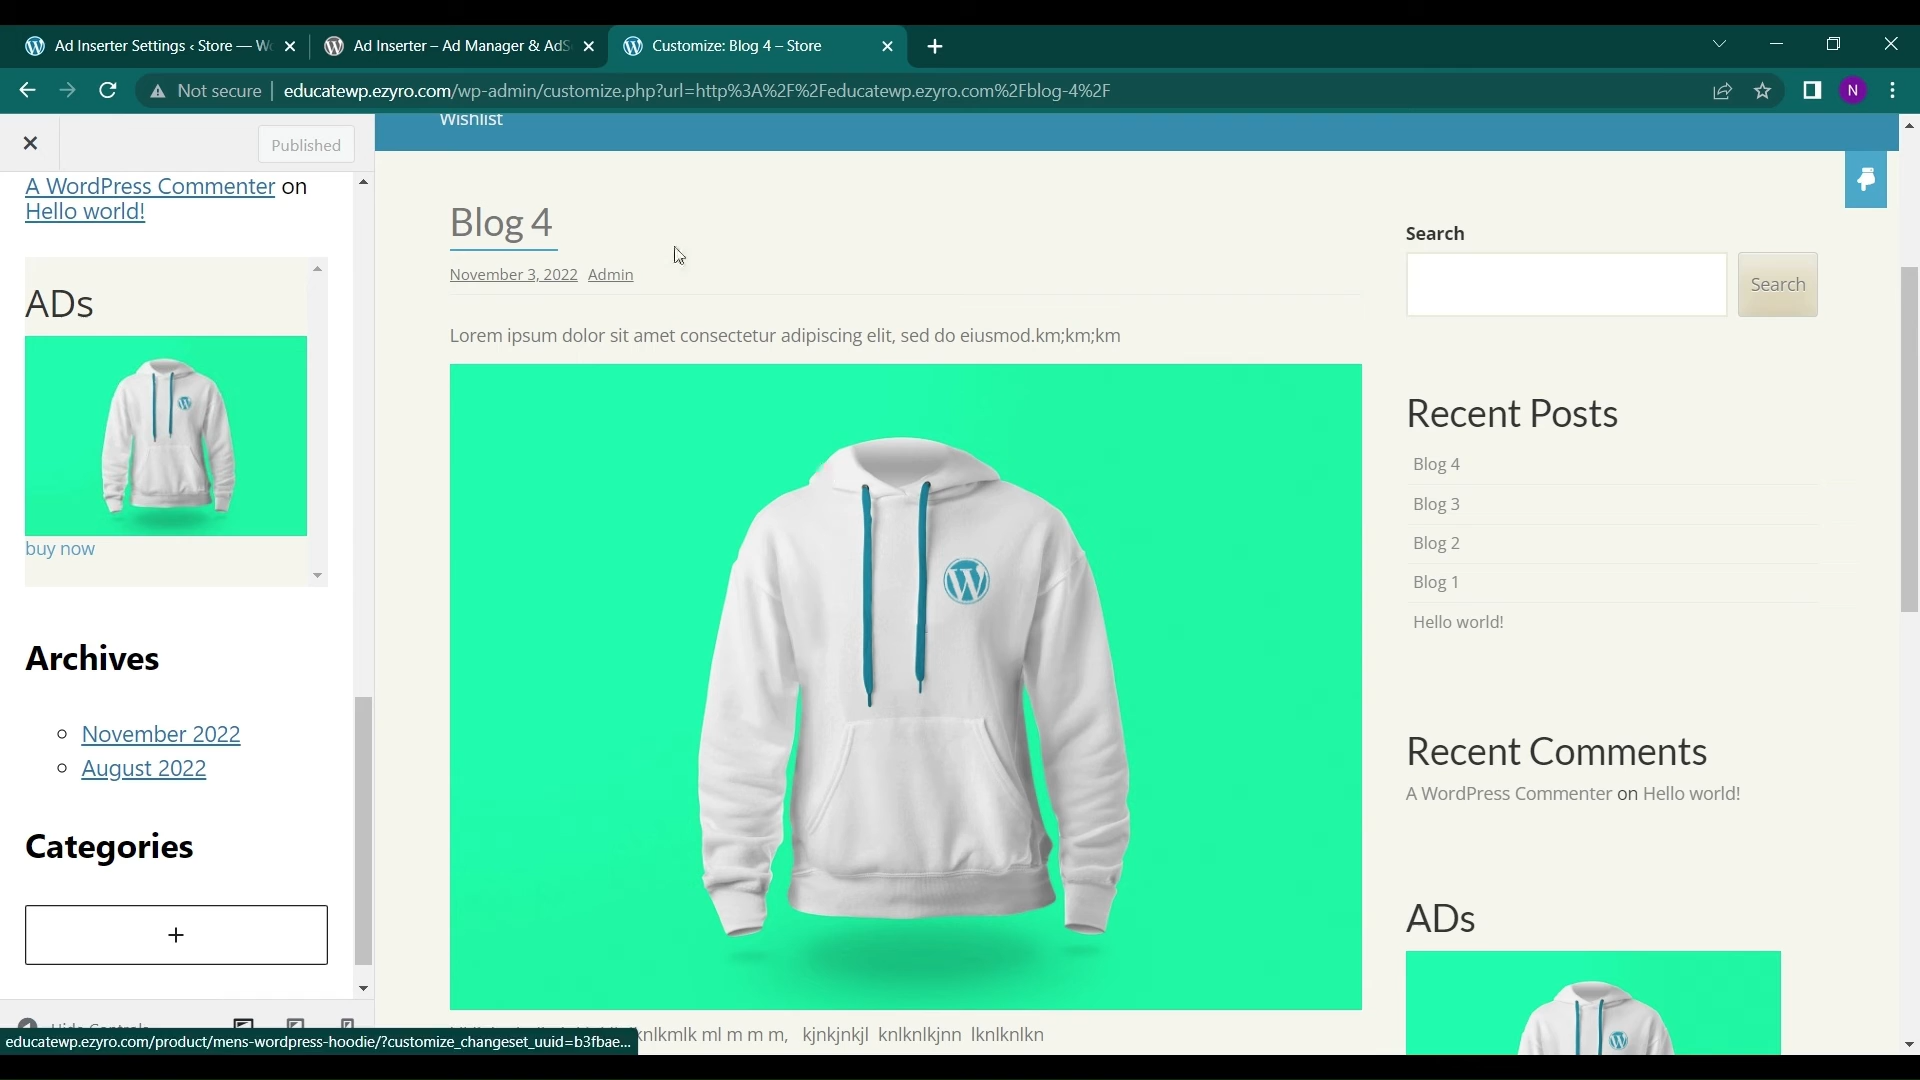 Ad Inserter Settings ‹ Store — W
Ad Inserter – Ad Manager & AdS
Customize: Blog 4 – Store
Not secure
educatewp.ezyro.com/wp-admin/customize.php?url=http%3A%2F%2Feducatewp.ezyro.com%2Fblog-4%2F
N
Published
A WordPress Commenter on
Hello world!
ADs
buy now
Archives
November 2022
August 2022
Categories
+
Hide Controls
educatewp.ezyro.com/product/mens-wordpress-hoodie/?customize_changeset_uuid=b3fbae...
Wishlist
Blog 4
November 3, 2022 Admin
Lorem ipsum dolor sit amet consectetur adipiscing elit, sed do eiusmod.km;km;km
knlkmlk ml m m m, kjnkjnkjl knlknlkjnn lknlknlkn
Search
Search
Recent Posts
Blog 4
Blog 3
Blog 2
Blog 1
Hello world!
Recent Comments
A WordPress Commenter on Hello world!
ADs